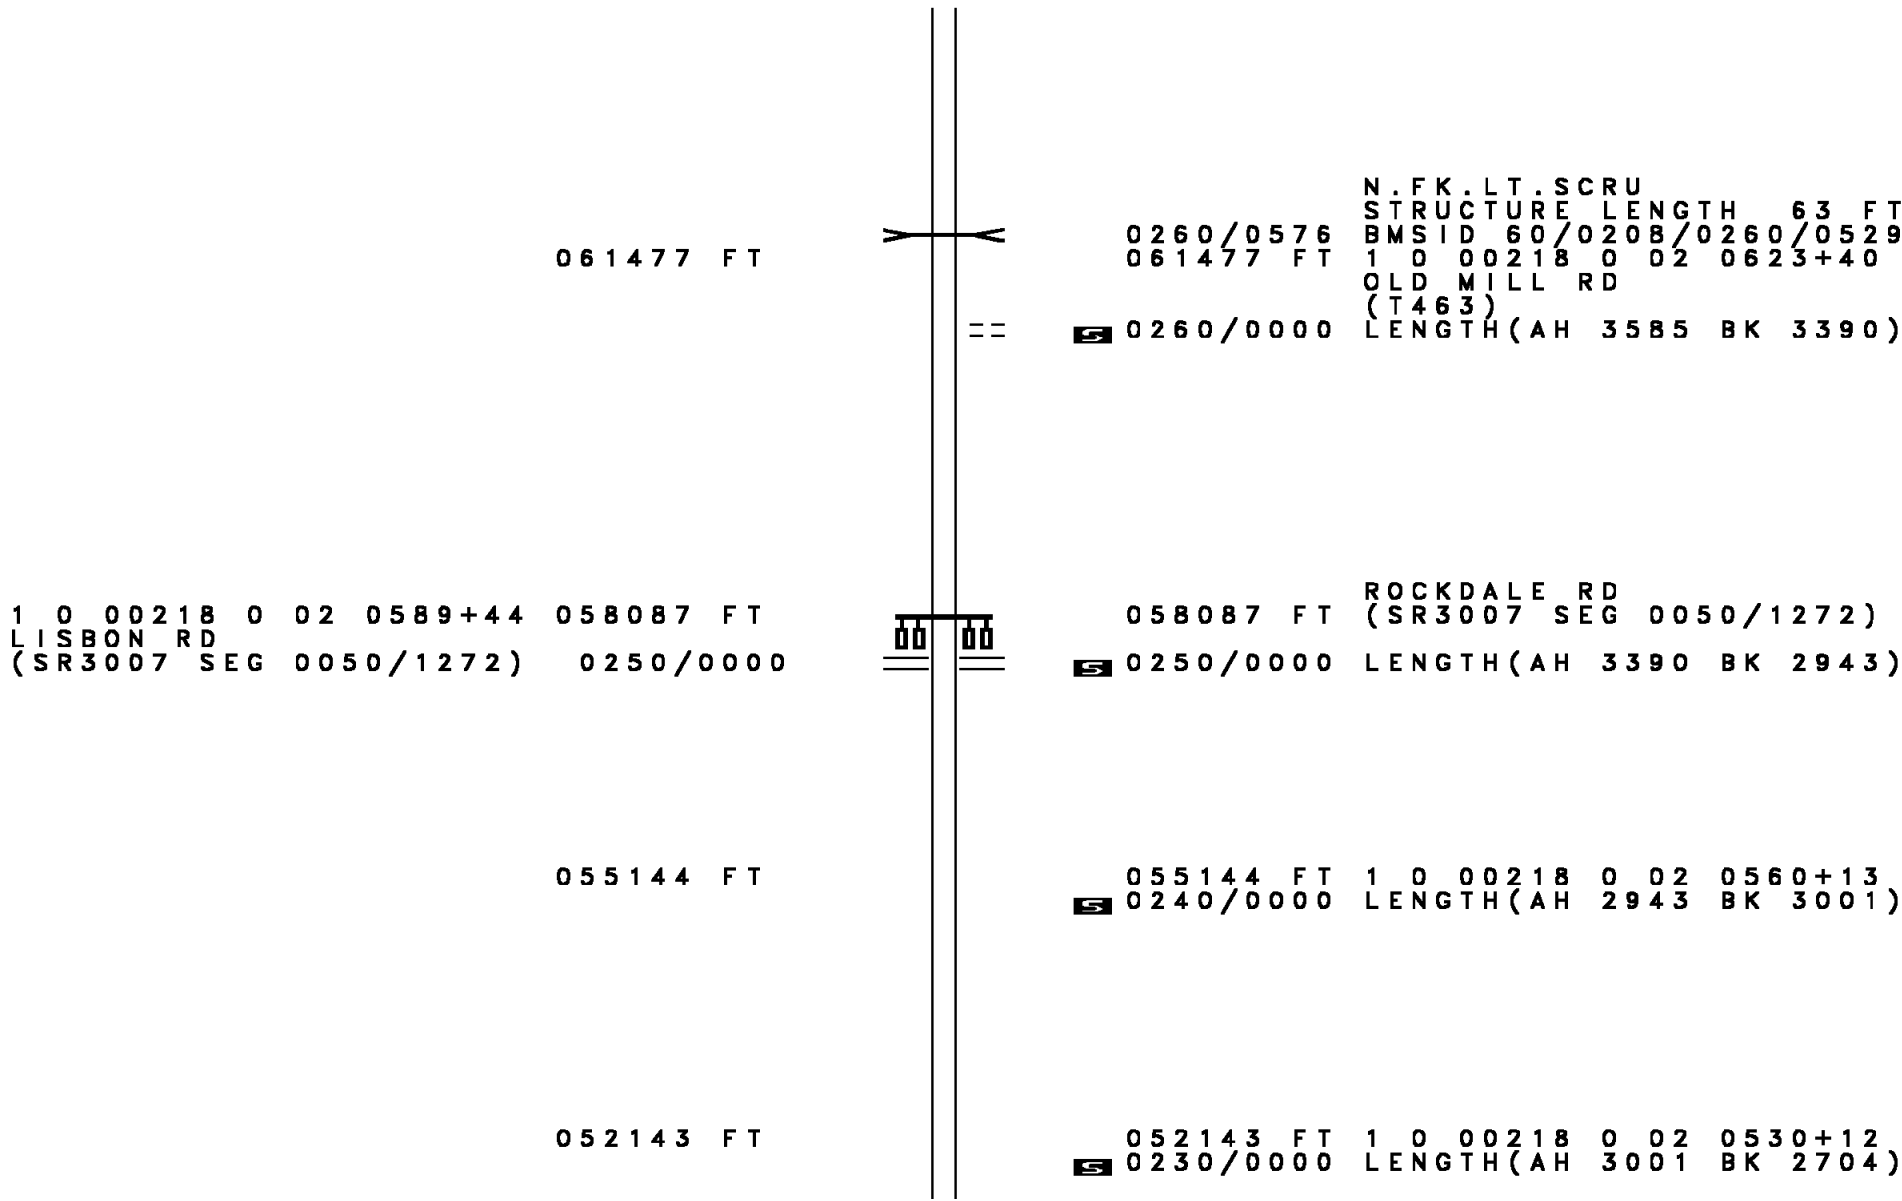 N.FK.LT.SCRU
STRUCTURE LENGTH 63 FT
0260/0576 BMSID 60/0208/0260/0529
061477 FT 061477 FT 1 0 00218 0 02 0623+40
OLD MILL RD
(T463)
S 0260/0000 LENGTH(AH 3585 BK 3390)
ROCKDALE RD
1 0 00218 0 02 0589+44 058087 FT 058087 FT (SR3007 SEG 0050/1272)
LISBON RD
(SR3007 SEG 0050/1272) 0250/0000 S 0250/0000 LENGTH(AH 3390 BK 2943)
055144 FT 055144 FT 1 0 00218 0 02 0560+13
S 0240/0000 LENGTH(AH 2943 BK 3001)
052143 FT 052143 FT 1 0 00218 0 02 0530+12
S 0230/0000 LENGTH(AH 3001 BK 2704)